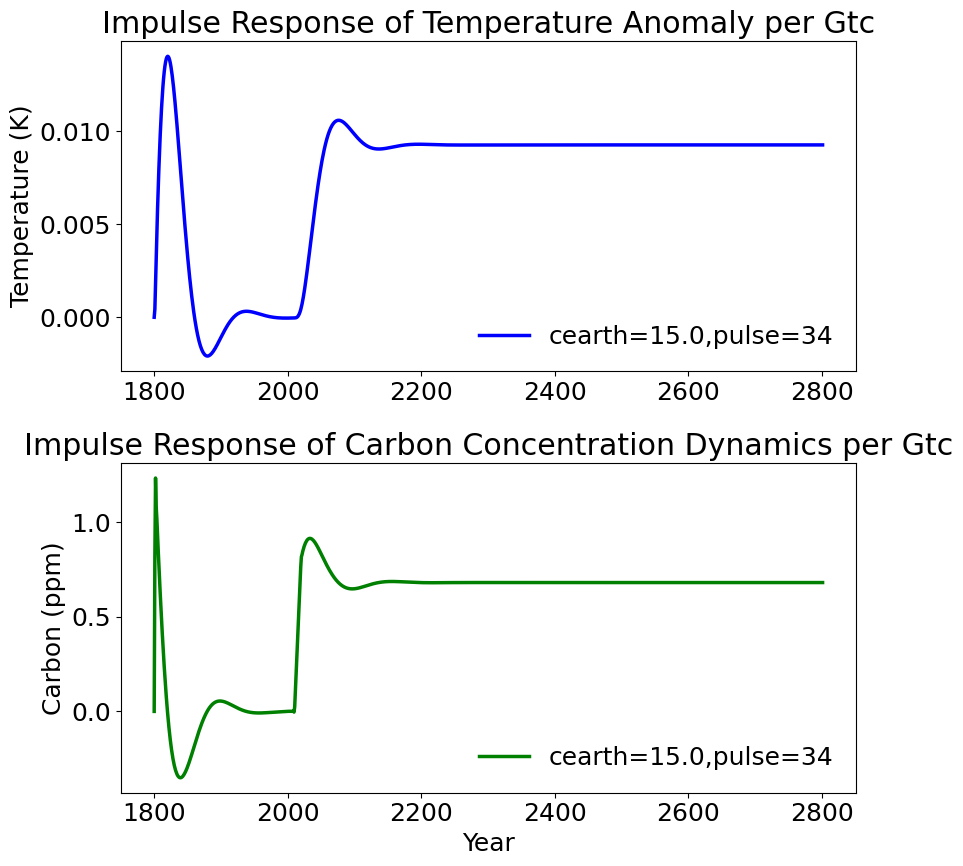 Impulse Response of Temperature Anomaly per Gtc
Temperature (K)
0.010
0.005
0.000
cearth=15.0,pulse=34
1800 2000 2200 2400 2600 2800
Impulse Response of Carbon Concentration Dynamics per Gtc
Carbon (ppm)
1.0
0.5
0.0
cearth=15.0,pulse=34
1800 2000 2200 2400 2600 2800
Year